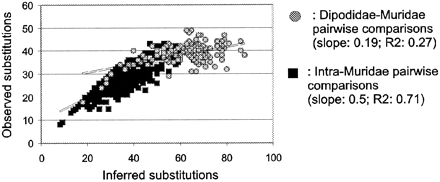 60
50
40
30
20
10
0
0 20 40 60 80 100
Observed substitutions
Inferred substitutions
: Dipodidae-Muridae
pairwise comparisons
(slope: 0.19; R2: 0.27)
: Intra-Muridae pairwise
comparisons
(slope: 0.5; R2: 0.71)